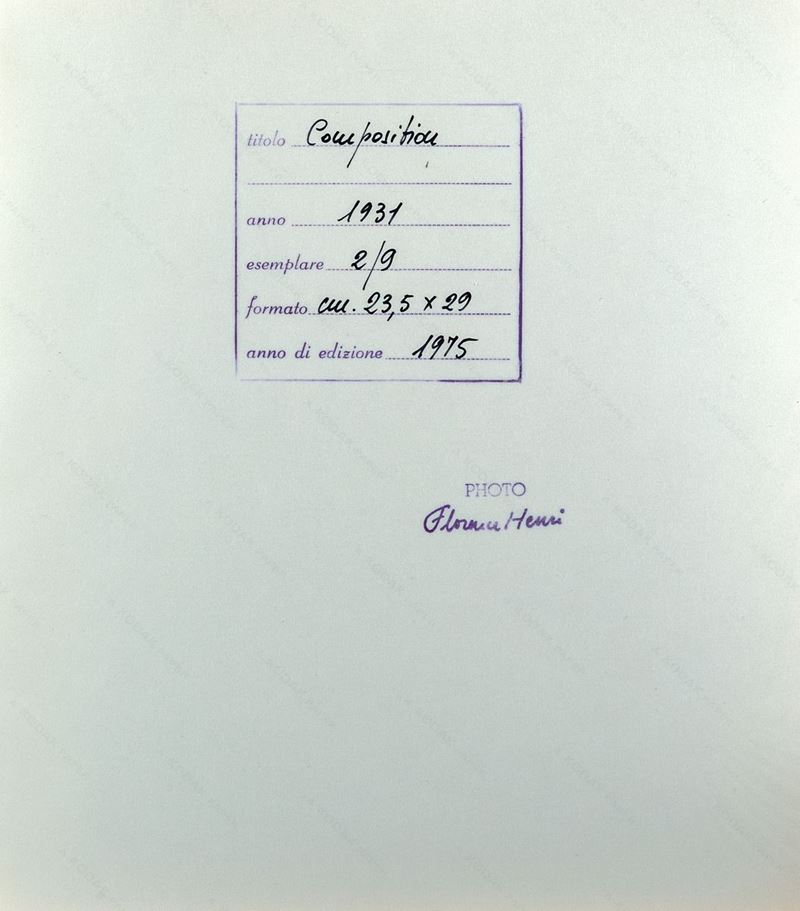 titolo Composition
anno 1931
esemplare 2/9
formato cm. 23,5 x 29
anno di edizione 1975
PHOTO
Florence Henri